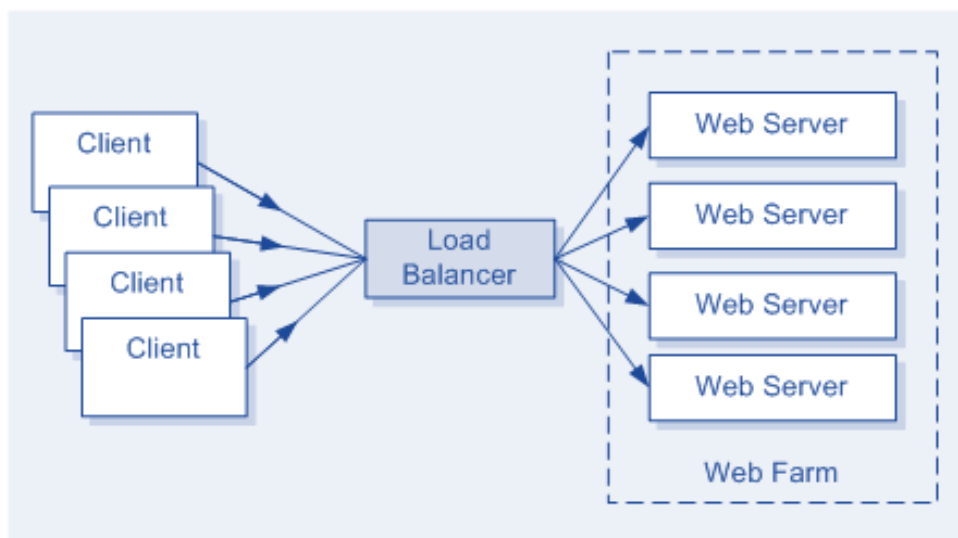 Client
Client
Client
Client
Load
Balancer
Web Server
Web Server
Web Server
Web Server
Web Farm